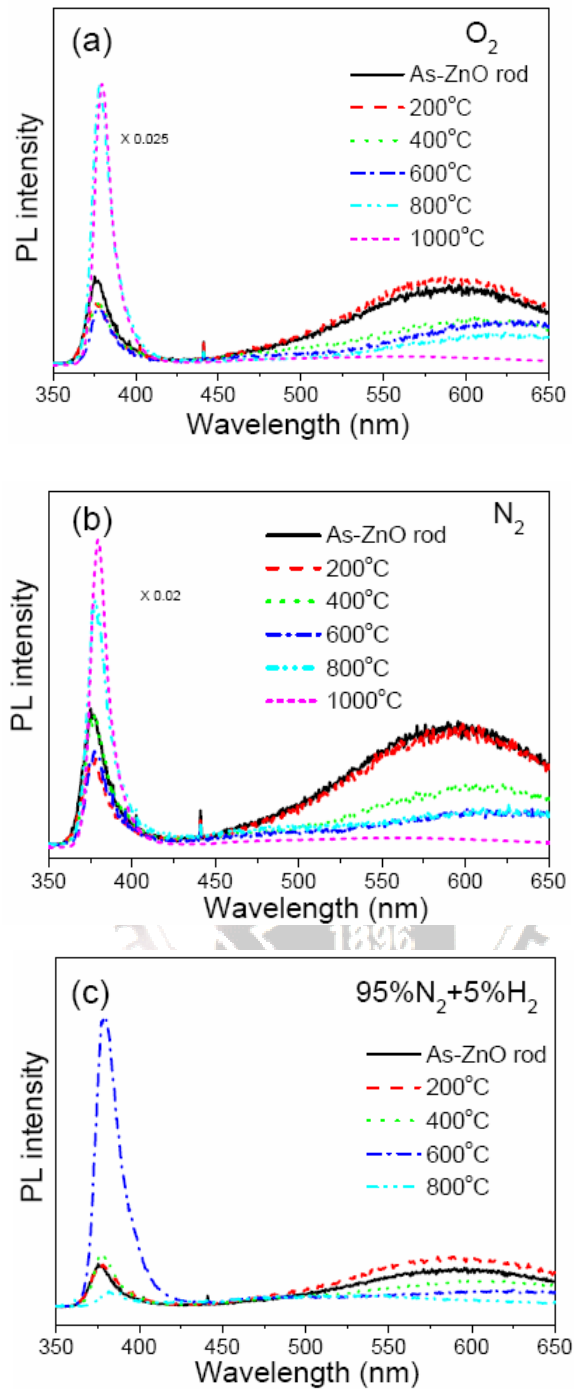 (a)
O₂
As-ZnO rod
200°C
400°C
600°C
800°C
1000°C
X 0.025
PL intensity
350 400 450 500 550 600 650
Wavelength (nm)
(b)
N₂
As-ZnO rod
200°C
400°C
600°C
800°C
1000°C
X 0.02
PL intensity
350 400 450 500 550 600 650
Wavelength (nm)
1896
(c)
95%N₂+5%H₂
As-ZnO rod
200°C
400°C
600°C
800°C
PL intensity
350 400 450 500 550 600 650
Wavelength (nm)